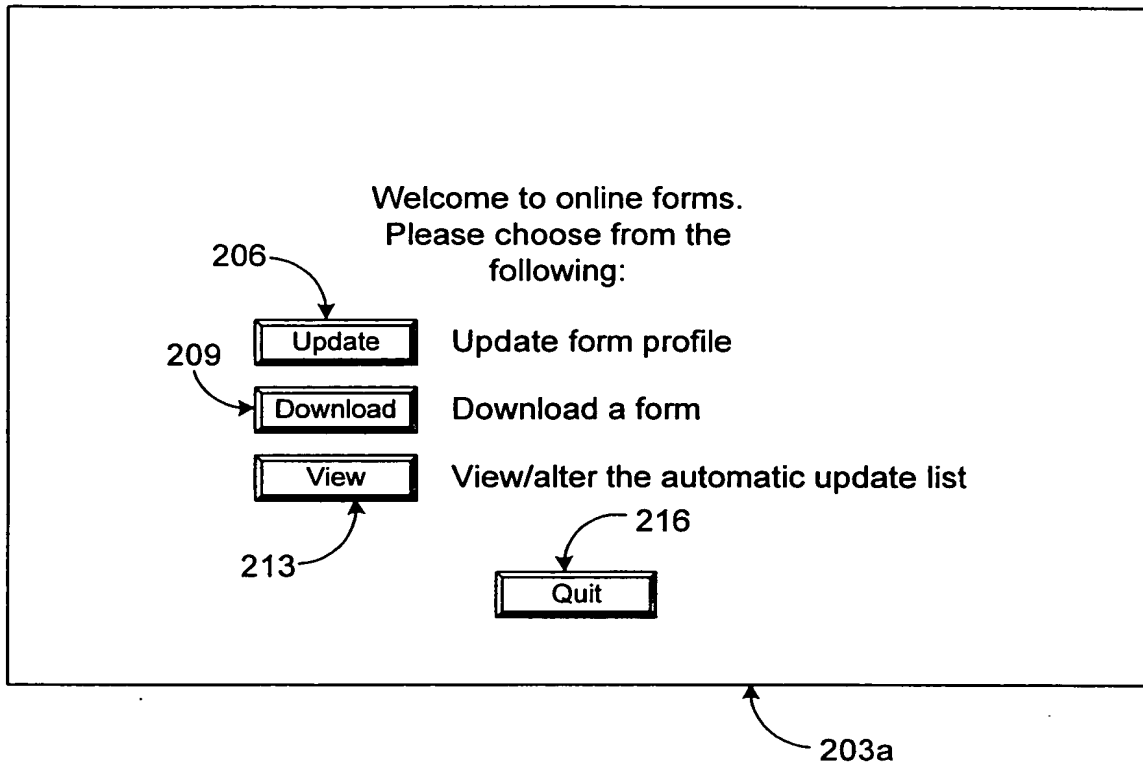 Welcome to online forms.
Please choose from the
following:
206
Update Update form profile
209
Download Download a form
View View/alter the automatic update list
216
213
Quit
203a